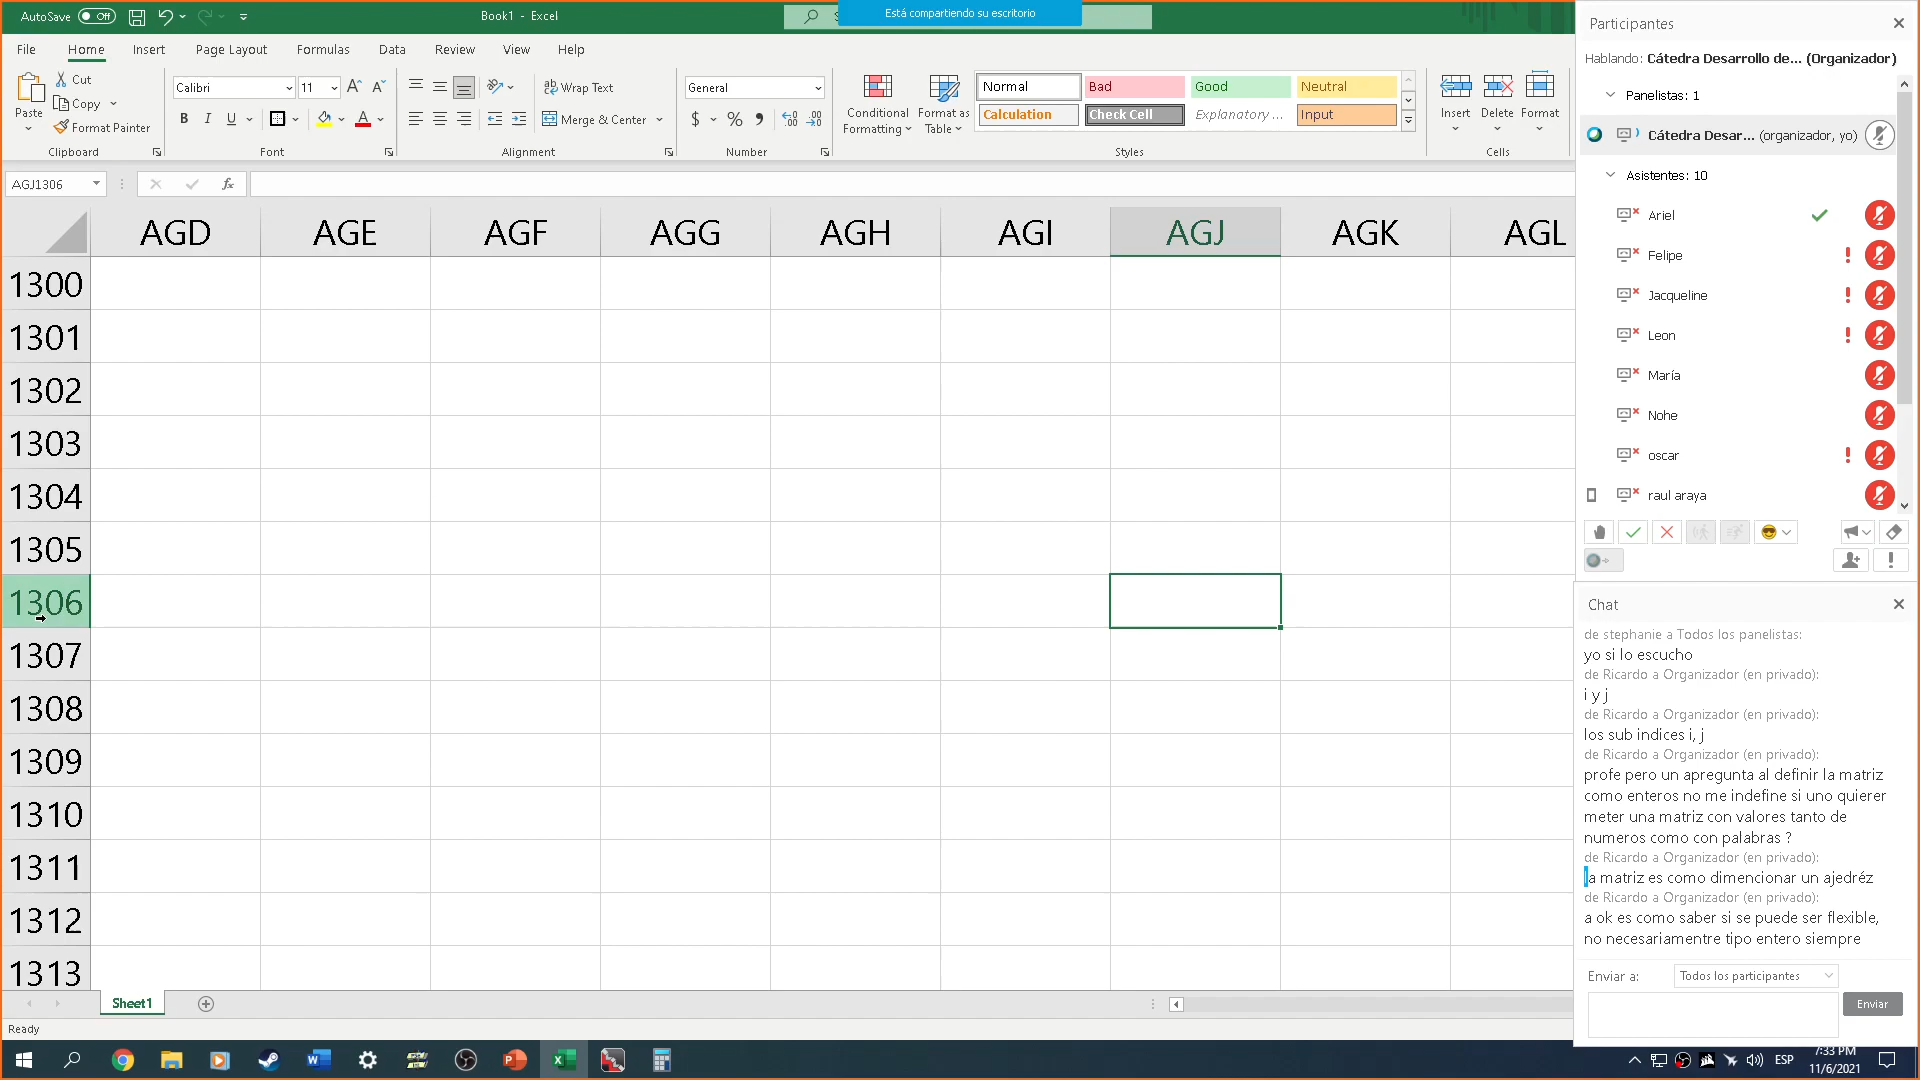 AutoSave Off
Book1 - Excel
Está compartiendo su escritorio
File Home Insert Page Layout Formulas Data Review View Help
Paste
Cut
Copy
Format Painter
Clipboard
Calibri 11
B I U
Font
Wrap Text
Merge & Center
Alignment
General
$ % 9
Number
Conditional Formatting
Format as Table
Normal Bad Good Neutral
Calculation Check Cell Explanatory ... Input
Styles
Insert Delete Format
Cells
AGJ1306
fx
AGD AGE AGF AGG AGH AGI AGJ AGK AGL
1300
1301
1302
1303
1304
1305
1306
1307
1308
1309
1310
1311
1312
1313
Sheet1
Ready
Participantes
Hablando: Cátedra Desarrollo de... (Organizador)
Panelistas: 1
Cátedra Desar... (organizador, yo)
Asistentes: 10
Ariel
Felipe
Jacqueline
Leon
María
Nohe
oscar
raul araya
Chat
de stephanie a Todos los panelistas:
yo si lo escucho
de Ricardo a Organizador (en privado):
i y j
de Ricardo a Organizador (en privado):
los sub indices i, j
de Ricardo a Organizador (en privado):
profe pero un apregunta al definir la matriz
como enteros no me indefine si uno quierer
meter una matriz con valores tanto de
numeros como con palabras ?
de Ricardo a Organizador (en privado):
la matriz es como dimencionar un ajedréz
de Ricardo a Organizador (en privado):
a ok es como saber si se puede ser flexible,
no necesariamentre tipo entero siempre
Enviar a: Todos los participantes
Enviar
ESP
7:33 PM
11/6/2021